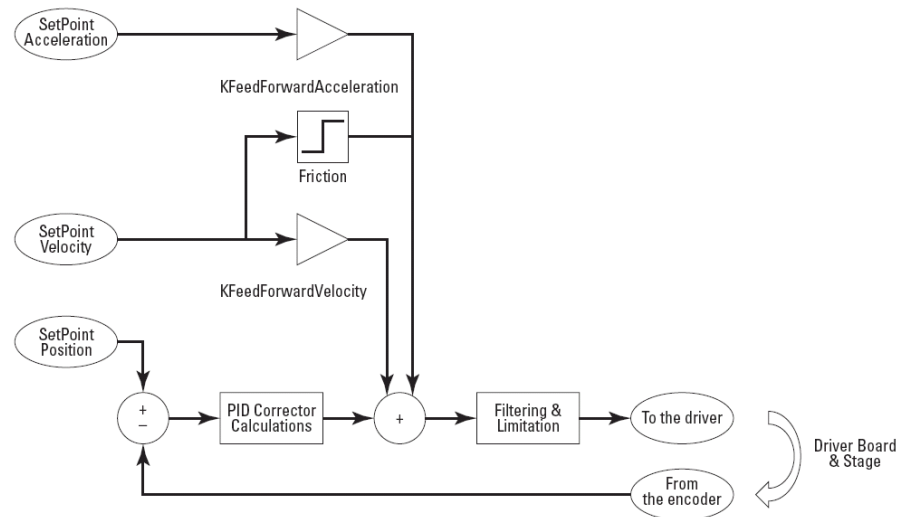 SetPoint
Acceleration
KFeedForwardAcceleration
Friction
SetPoint
Velocity
KFeedForwardVelocity
SetPoint
Position
+
–
PID Corrector
Calculations
+
Filtering &
Limitation
To the driver
Driver Board
& Stage
From
the encoder